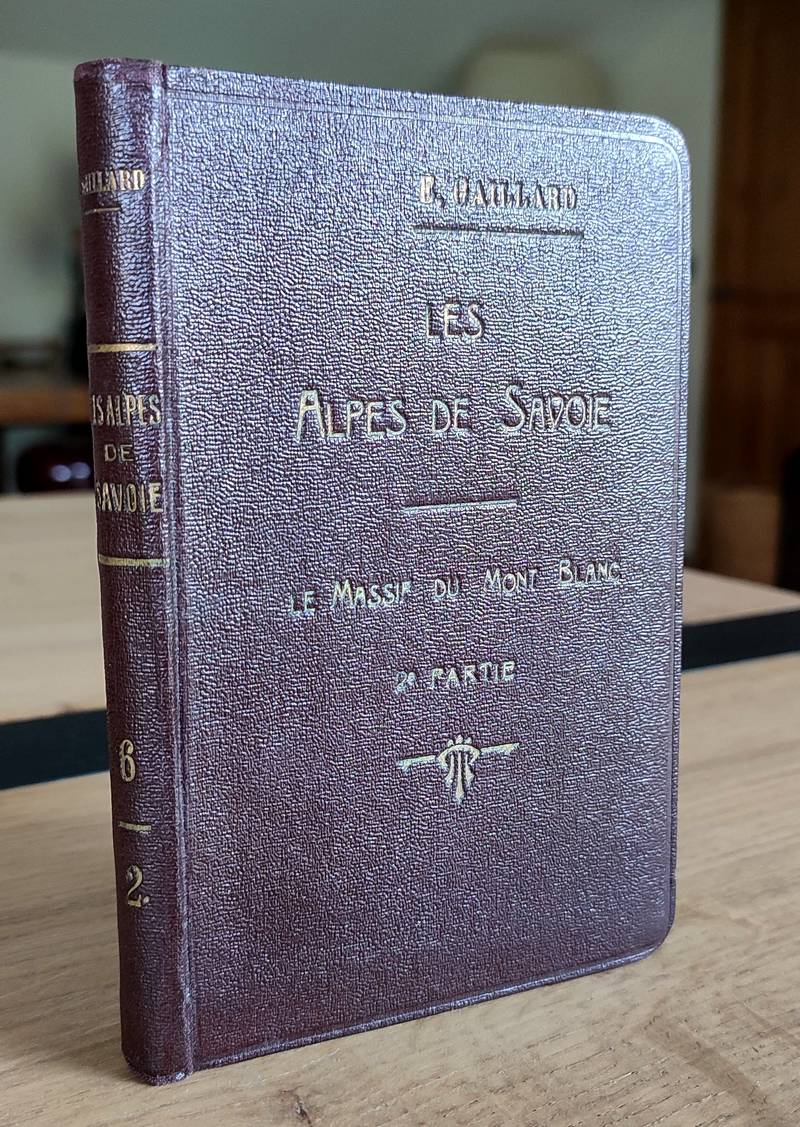 E. GAILLARD
LES
ALPES DE SAVOIE
LE MASSIF DU MONT BLANC
2e PARTIE
GAILLARD
LES ALPES
DE
SAVOIE
6
2.